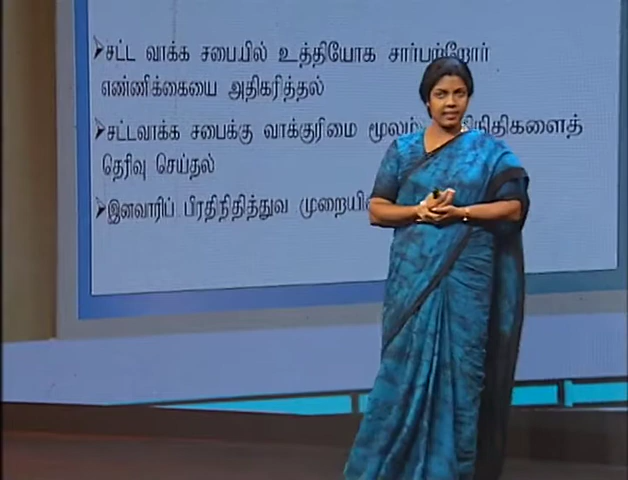 ➢சட்ட வாக்க சபையில் உத்தியோக சார்பற்றோர்
எண்ணிக்கையை அதிகரித்தல்
➢சட்டவாக்க சபைக்கு வாக்குரிமை மூலம்
தெரிவு செய்தல்
➢இனவாரிப் பிரதிநிதித்துவ